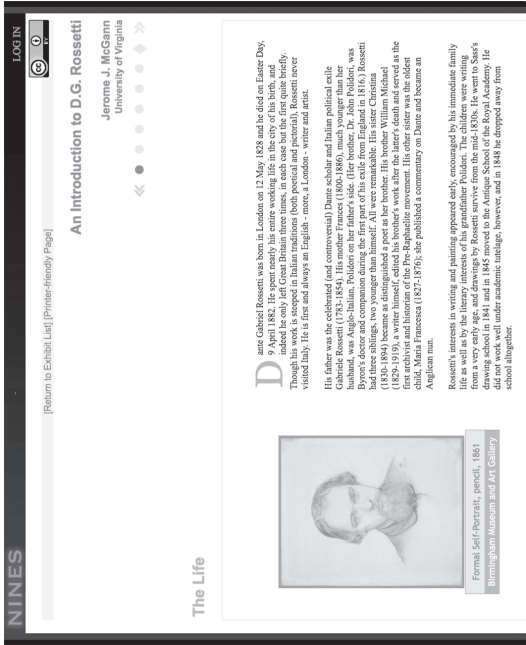 NINES
LOG IN
[Return to Exhibit List] [Printer-friendly Page]
cc
BY
An Introduction to D.G. Rossetti
Jerome J. McGann
University of Virginia
The Life
Dante Gabriel Rossetti was born in London on 12 May 1828 and he died on Easter Day,
9 April 1882. He spent nearly his entire working life in the city of his birth, and
indeed he only left Great Britain three times, in each case but the first quite briefly.
Though his work is steeped in Italian traditions (both poetical and pictorial), Rossetti never
visited Italy. He is first and always an English - more, a London - writer and artist.
His father was the celebrated (and controversial) Dante scholar and Italian political exile
Gabriele Rossetti (1783-1854). His mother Frances (1800-1886), much younger than her
husband, was Anglo-Italian, Polidori on her father's side. (Her brother, Dr. John Polidori, was
Byron's doctor and companion during the first part of his exile from England in 1816.) Rossetti
had three siblings, two younger than himself. All were remarkable. His sister Christina
(1830-1894) became as distinguished a poet as her brother. His brother William Michael
(1829-1919), a writer himself, edited his brother's work after the latter's death and served as the
first archivist and historian of the Pre-Raphaelite movement. His other sister was the oldest
child, Maria Francesca (1827-1876); she published a commentary on Dante and became an
Anglican nun.
Rossetti's interests in writing and painting appeared early, encouraged by his immediate family
life as well as by the literary interests of his grandfather Polidori. The children were writing
from a very early age, and drawings by Rossetti survive from the mid-1830s. He went to Sass's
drawing school in 1841 and in 1845 moved to the Antique School of the Royal Academy. He
did not work well under academic tutelage, however, and in 1848 he dropped away from
school altogether.
Formal Self-Portrait, pencil, 1861
Birmingham Museum and Art Gallery